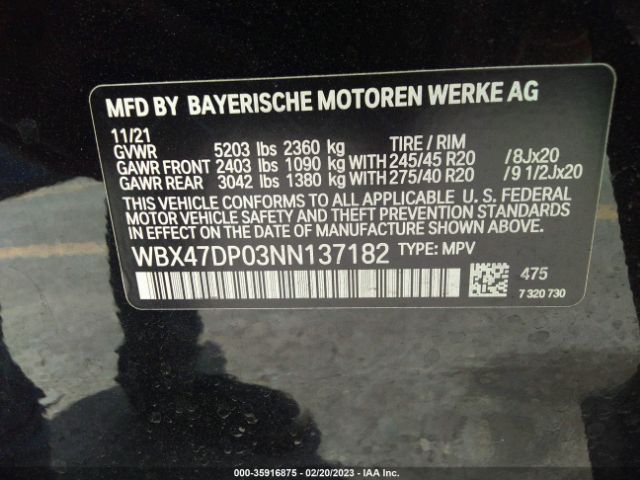 MFD BY BAYERISCHE MOTOREN WERKE AG
11/21
GVWR 5203 lbs 2360 kg TIRE / RIM
GAWR FRONT 2403 lbs 1090 kg WITH 245/45 R20 /8Jx20
GAWR REAR 3042 lbs 1380 kg WITH 275/40 R20 /9 1/2Jx20
THIS VEHICLE CONFORMS TO ALL APPLICABLE U. S. FEDERAL
MOTOR VEHICLE SAFETY AND THEFT PREVENTION
STANDARDS IN EFFECT ON THE DATE OF MANUFACTURE SHOWN ABOVE.
WBX47DP03NN137182 TYPE: MPV
475
7 320 730
000-35916875 - 02/20/2023 - IAA Inc.